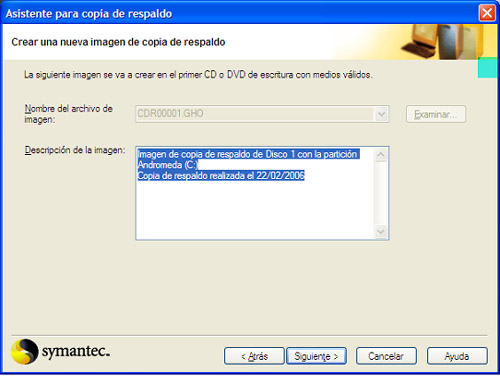 Asistente para copia de respaldo
Crear una nueva imagen de copia de respaldo
La siguiente imagen se va a crear en el primer CD o DVD de escritura con medios válidos.
Nombre del archivo de
imagen:
CDR00001.GHO
Examinar...
Descripción de la imagen:
Imagen de copia de respaldo de Disco 1 con la partición
Andromeda (C:)
Copia de respaldo realizada el 22/02/2006
symantec™
< Atrás
Siguiente >
Cancelar
Ayuda